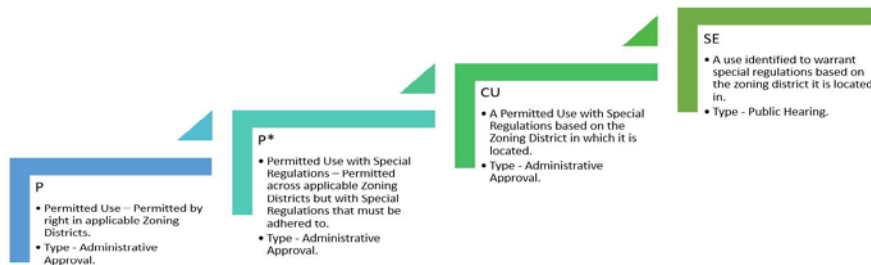 P
• Permitted Use – Permitted by
right in applicable Zoning
Districts.
• Type - Administrative
Approval.
P*
• Permitted Use with Special
Regulations – Permitted
across applicable Zoning
Districts but with Special
Regulations that must be
adhered to.
• Type - Administrative
Approval.
CU
• A Permitted Use with Special
Regulations based on the
Zoning District in which it is
located.
• Type - Administrative
Approval.
SE
• A use identified to warrant
special regulations based on
the zoning district it is located
in.
• Type - Public Hearing.